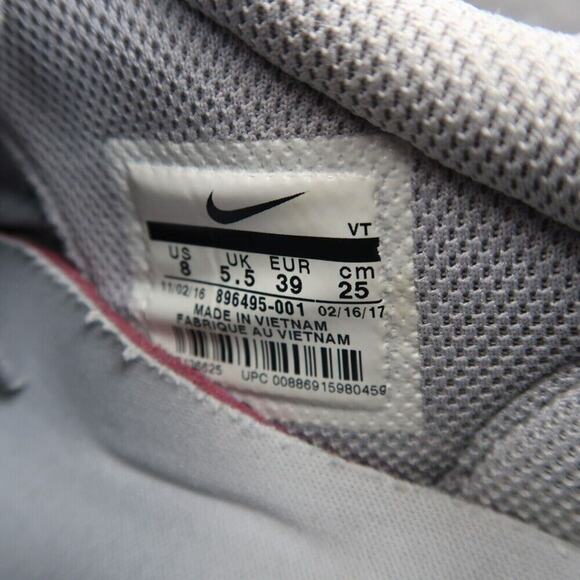 VT
US UK EUR cm
8 5.5 39 25
11/02/16 896495-001 02/16/17
MADE IN VIETNAM
FABRIQUE AU VIETNAM
UPC 00886915980459